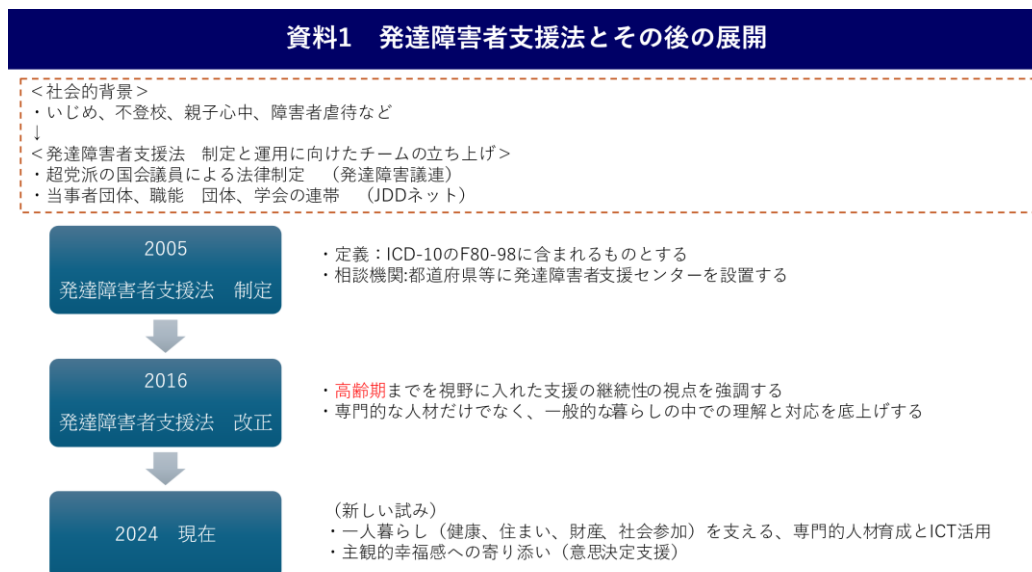 資料1　発達障害者支援法とその後の展開
＜社会的背景＞
・いじめ、不登校、親子心中、障害者虐待など
↓
＜発達障害者支援法　制定と運用に向けたチームの立ち上げ＞
・超党派の国会議員による法律制定　（発達障害議連）
・当事者団体、職能　団体、学会の連帯　（JDDネット）
2005
発達障害者支援法　制定
・定義：ICD-10のF80-98に含まれるものとする
・相談機関:都道府県等に発達障害者支援センターを設置する
2016
発達障害者支援法　改正
・高齢期までを視野に入れた支援の継続性の視点を強調する
・専門的な人材だけでなく、一般的な暮らしの中での理解と対応を底上げする
2024　現在
（新しい試み）
・一人暮らし（健康、住まい、財産、社会参加）を支える、専門的人材育成とICT活用
・主観的幸福感への寄り添い（意思決定支援）